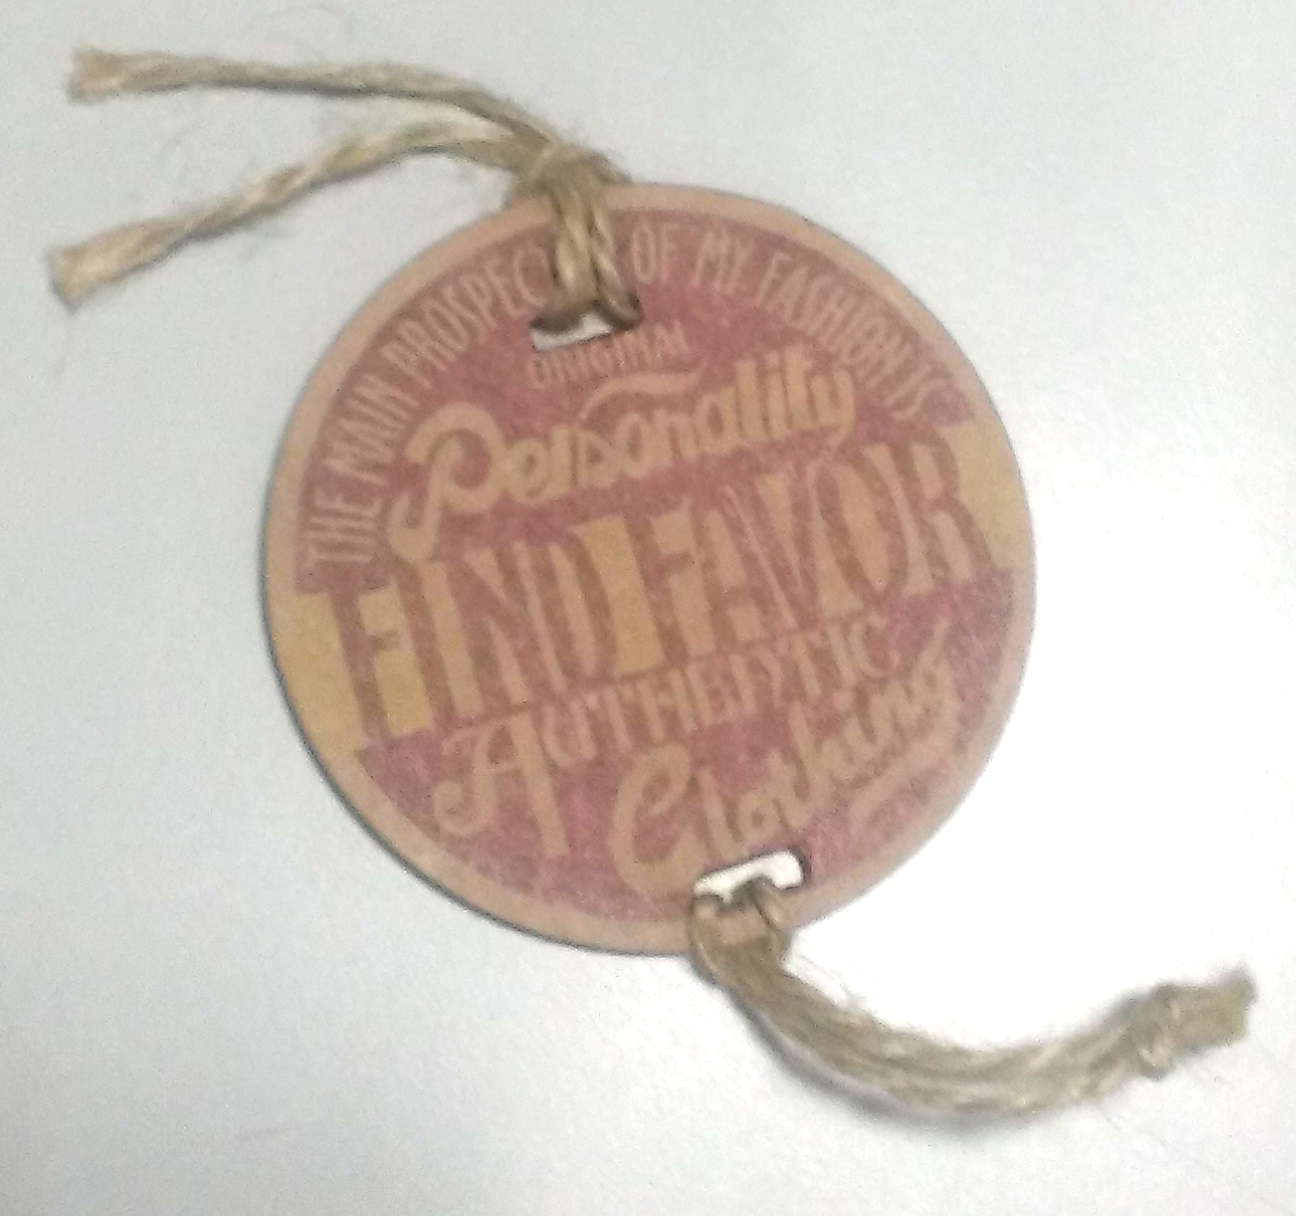 THE MAIN PROSPECT OF MY FASHION IS
ORIGINAL
Personality
FIND FAVOR
AUTHENTIC
Clothing